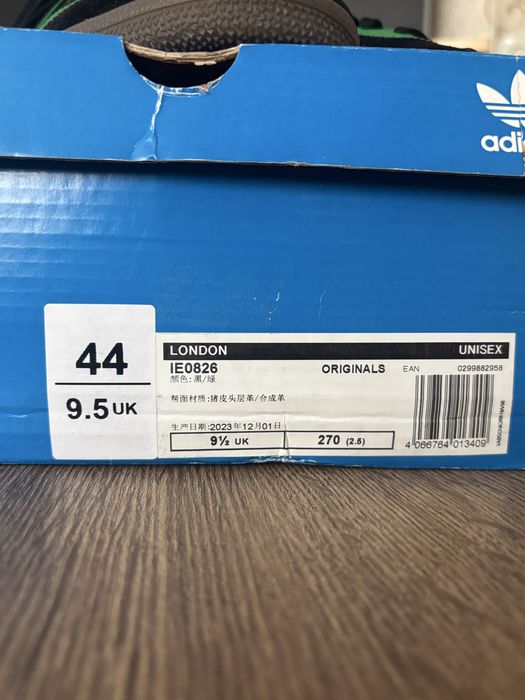 adi
44
9.5 UK
LONDON UNISEX
IE0826 ORIGINALS EAN 0299882958
颜色:黑/绿
帮面材质:猪皮头层革/合成革
生产日期:2023年12月01日
9½ UK 270 (2.5)
4 066764 013409